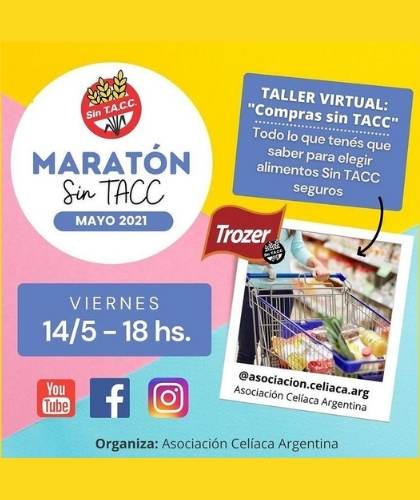 Sin T.A.C.C.
MARATÓN
Sin TACC
MAYO 2021
TALLER VIRTUAL:
"Compras sin TACC"
Todo lo que tenés que
saber para elegir
alimentos Sin TACC
seguros
Trozer
SIN T.A.C.C.
VIERNES
14/5 - 18 hs.
You
Tube
@asociacion.celiaca.arg
Asociación Celíaca Argentina
Organiza: Asociación Celíaca Argentina